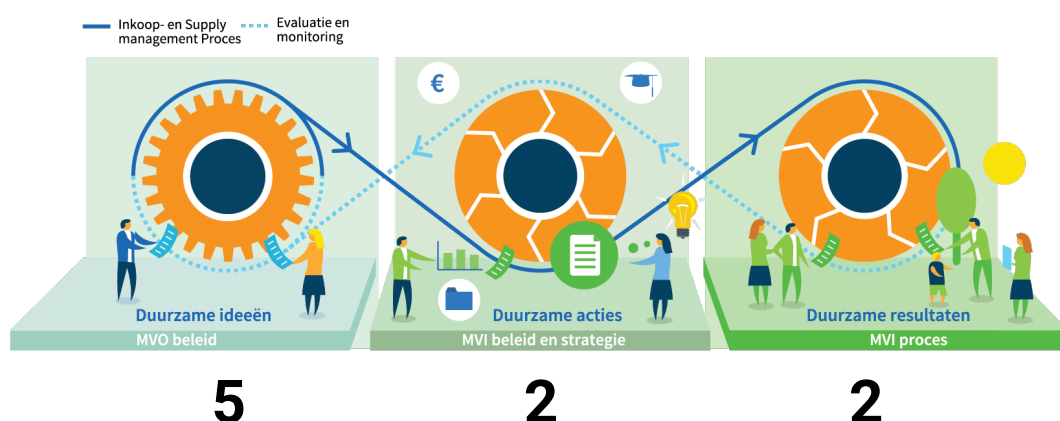 Inkoop- en Supply
management Proces
Evaluatie en
monitoring
€
Duurzame ideeën
MVO beleid
Duurzame acties
MVI beleid en strategie
Duurzame resultaten
MVI proces
5
2
2